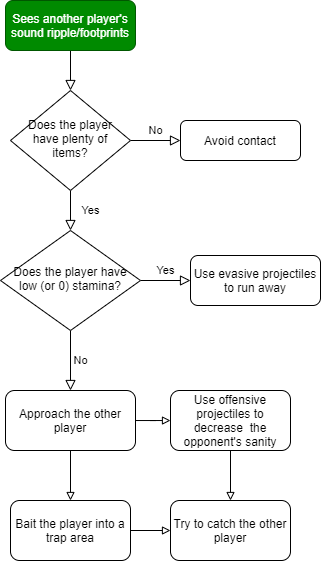 Sees another player's
sound ripple/footprints
Does the player
have plenty of
items?
No
Avoid contact
Yes
Does the player have
low (or 0) stamina?
Yes
Use evasive projectiles
to run away
No
Approach the other
player
Use offensive
projectiles to
decrease the
opponent's sanity
Bait the player into a
trap area
Try to catch the other
player